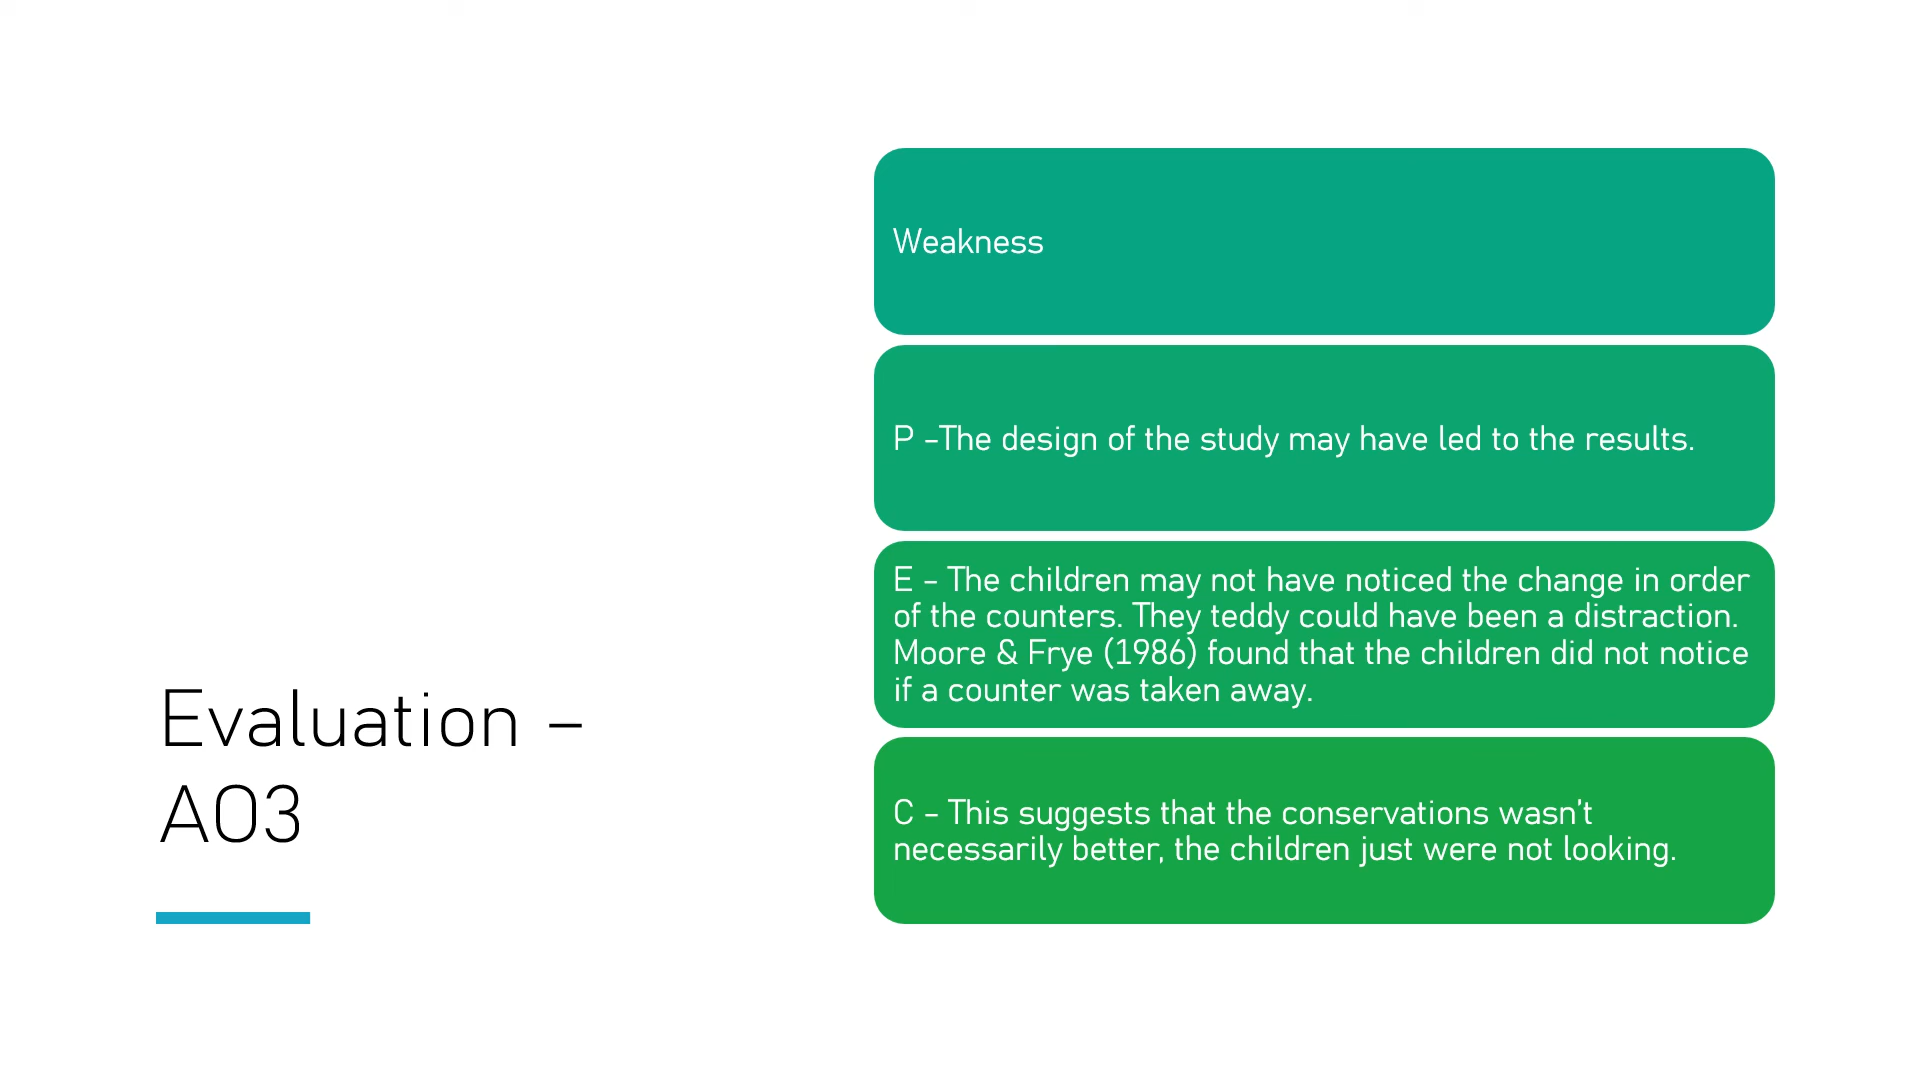 Evaluation –
AO3
Weakness
P –The design of the study may have led to the results.
E – The children may not have noticed the change in order
of the counters. They teddy could have been a distraction.
Moore & Frye (1986) found that the children did not notice
if a counter was taken away.
C – This suggests that the conservations wasn't
necessarily better, the children just were not looking.